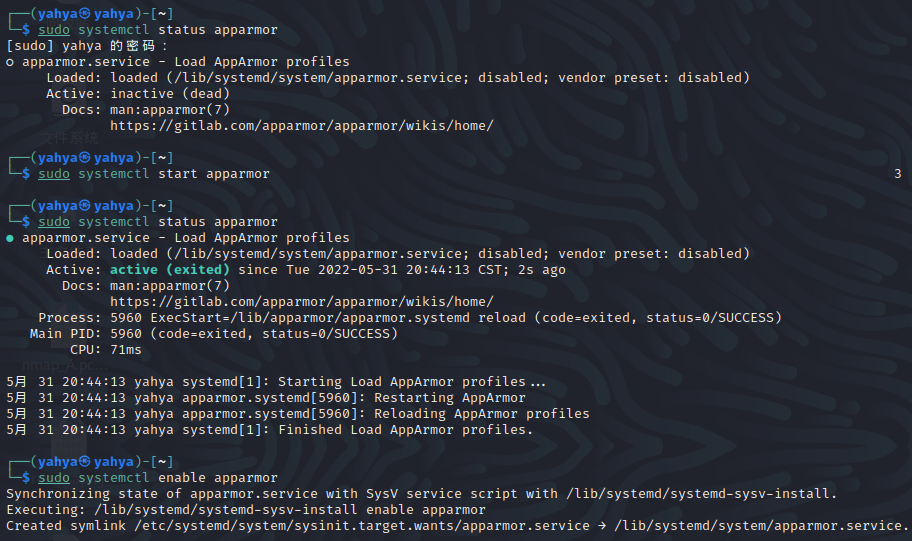 ┌──(yahya㉿yahya)-[~]
└─$ sudo systemctl status apparmor
[sudo] yahya 的密码：
○ apparmor.service - Load AppArmor profiles
     Loaded: loaded (/lib/systemd/system/apparmor.service; disabled; vendor preset: disabled)
     Active: inactive (dead)
       Docs: man:apparmor(7)
             https://gitlab.com/apparmor/apparmor/wikis/home/
文件系统
┌──(yahya㉿yahya)-[~]
└─$ sudo systemctl start apparmor
3
┌──(yahya㉿yahya)-[~]
└─$ sudo systemctl status apparmor
● apparmor.service - Load AppArmor profiles
     Loaded: loaded (/lib/systemd/system/apparmor.service; disabled; vendor preset: disabled)
     Active: active (exited) since Tue 2022-05-31 20:44:13 CST; 2s ago
       Docs: man:apparmor(7)
             https://gitlab.com/apparmor/apparmor/wikis/home/
    Process: 5960 ExecStart=/lib/apparmor/apparmor.systemd reload (code=exited, status=0/SUCCESS)
   Main PID: 5960 (code=exited, status=0/SUCCESS)
        CPU: 71ms

5月 31 20:44:13 yahya systemd[1]: Starting Load AppArmor profiles...
5月 31 20:44:13 yahya apparmor.systemd[5960]: Restarting AppArmor
5月 31 20:44:13 yahya apparmor.systemd[5960]: Reloading AppArmor profiles
5月 31 20:44:13 yahya systemd[1]: Finished Load AppArmor profiles.

┌──(yahya㉿yahya)-[~]
└─$ sudo systemctl enable apparmor
Synchronizing state of apparmor.service with SysV service script with /lib/systemd/systemd-sysv-install.
Executing: /lib/systemd/systemd-sysv-install enable apparmor
Created symlink /etc/systemd/system/sysinit.target.wants/apparmor.service → /lib/systemd/system/apparmor.service.